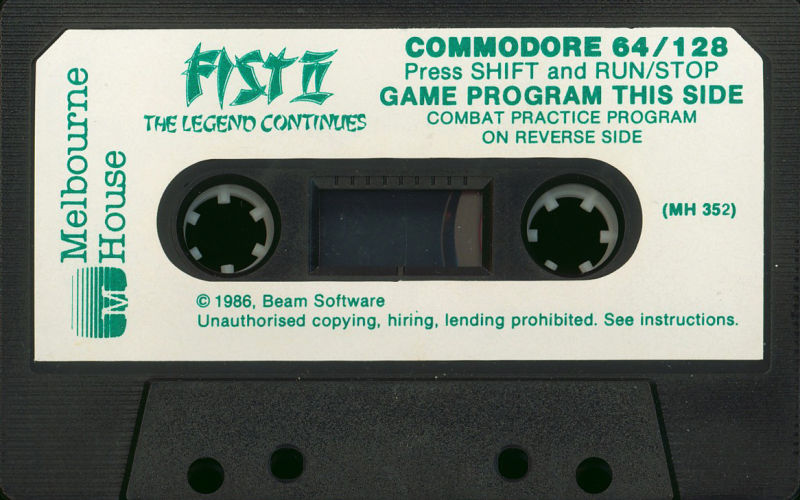 Melbourne
House
M
FIST II
THE LEGEND CONTINUES
COMMODORE 64/128
Press SHIFT and RUN/STOP
GAME PROGRAM THIS SIDE
COMBAT PRACTICE PROGRAM
ON REVERSE SIDE
(MH 352)
© 1986, Beam Software
Unauthorised copying, hiring, lending prohibited. See instructions.